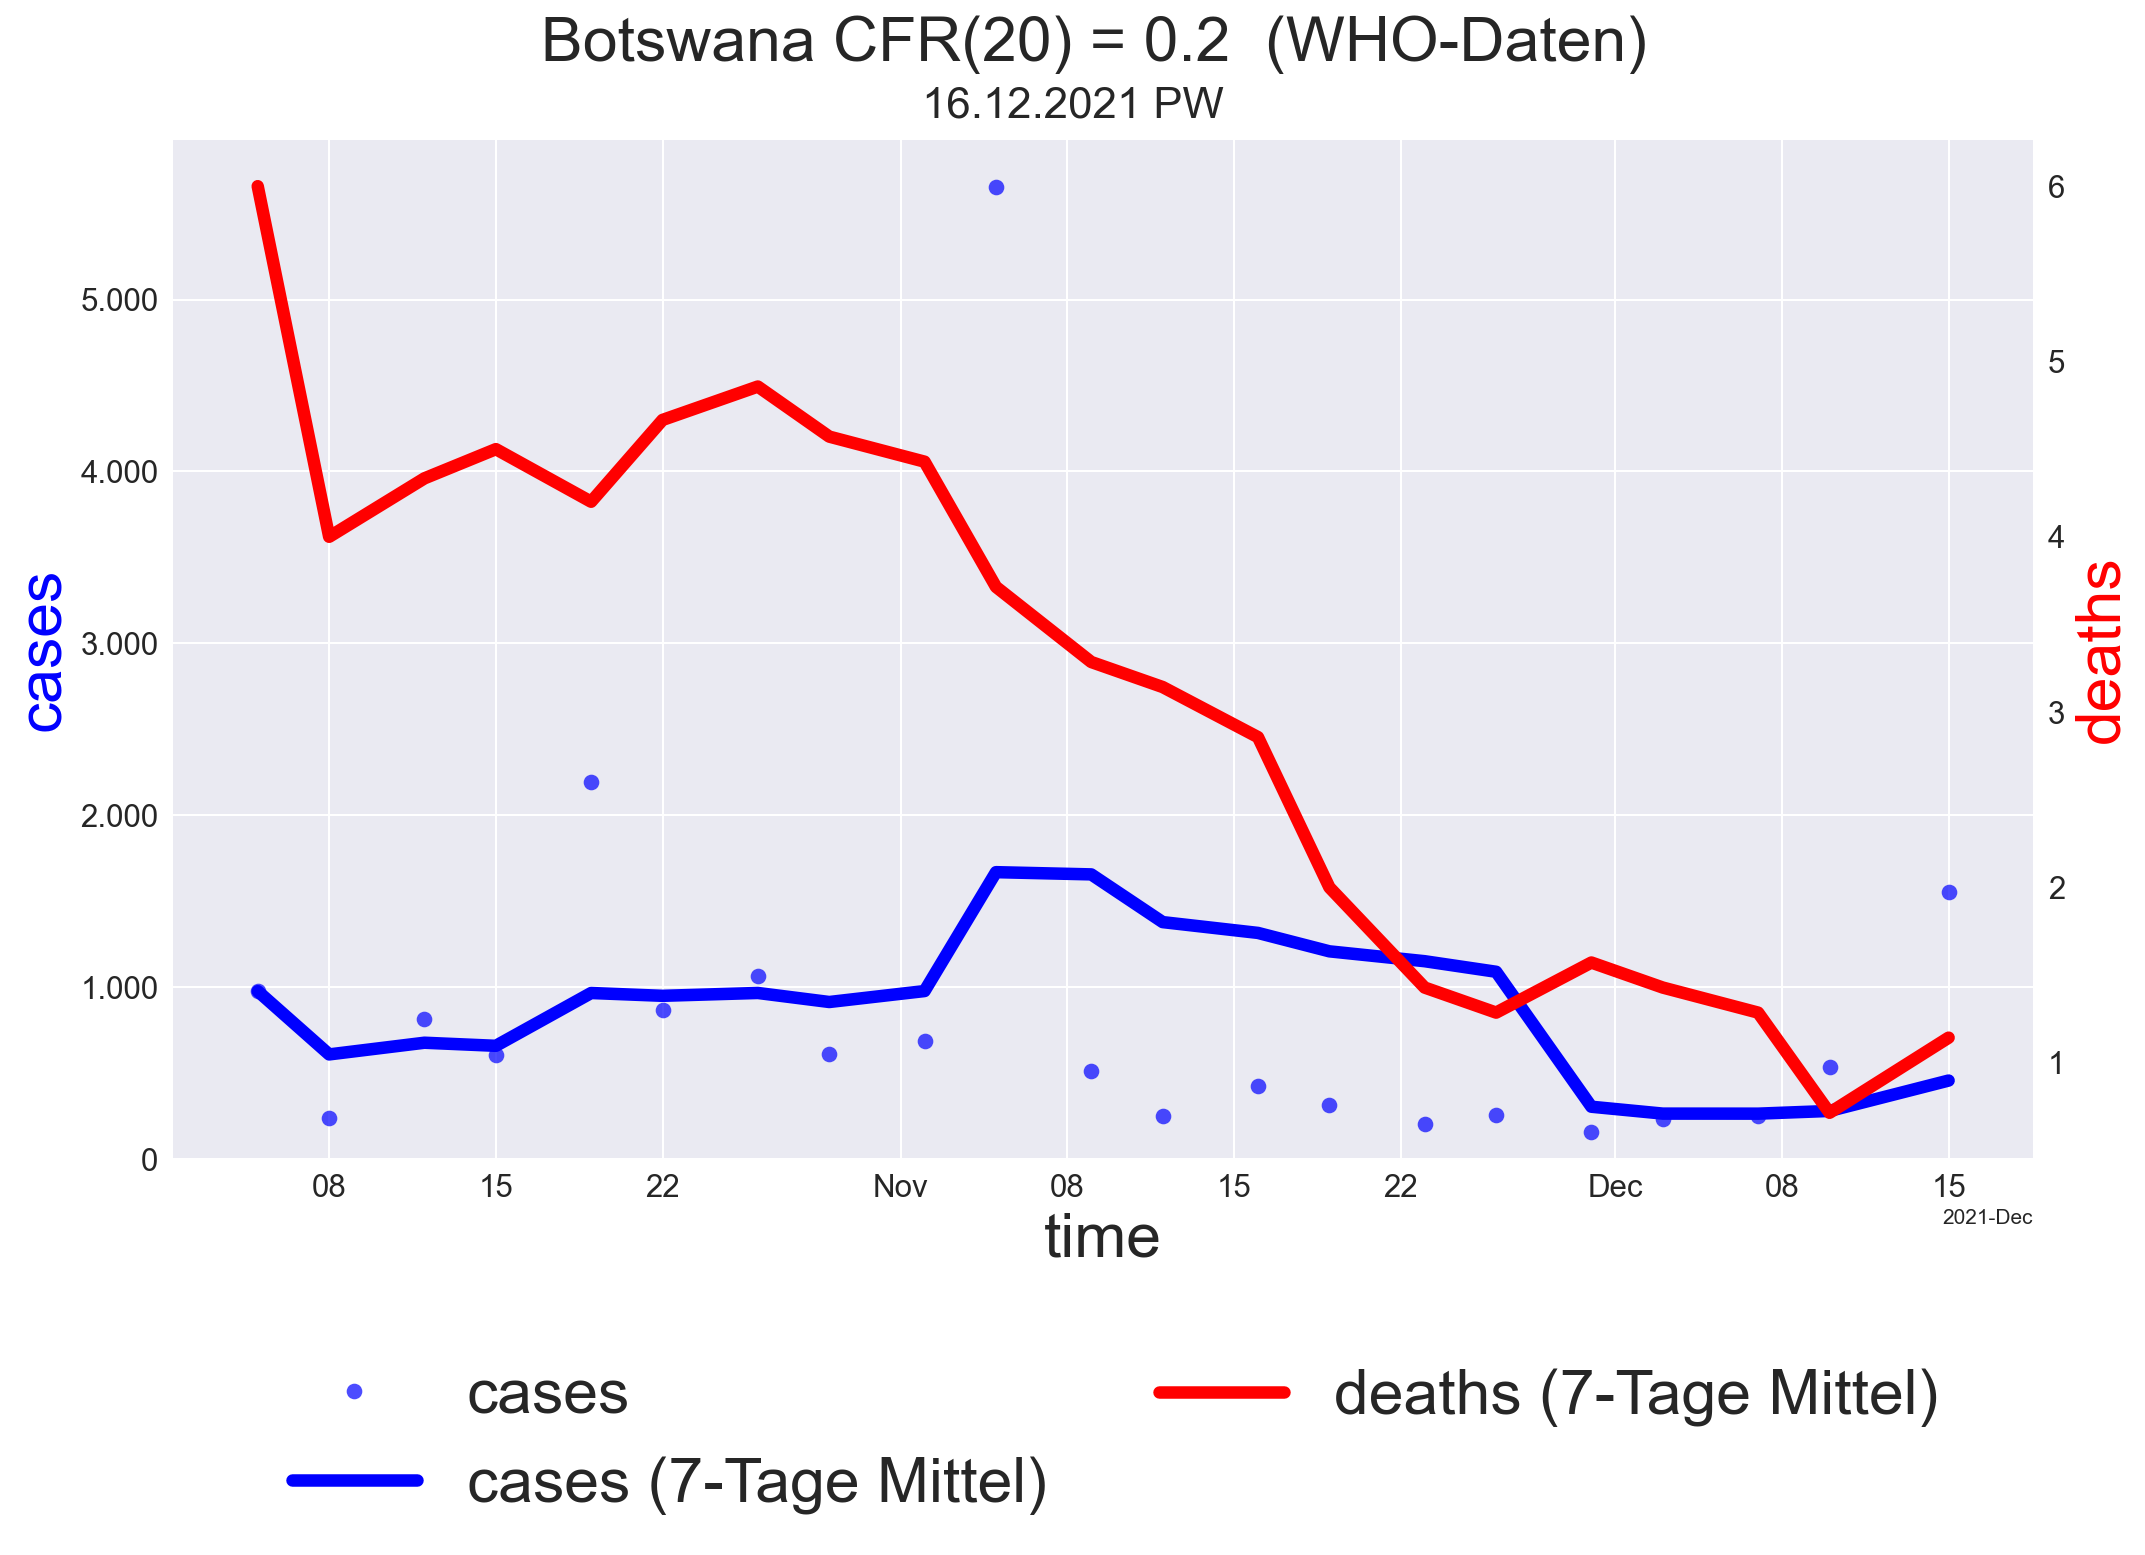 Botswana CFR(20) = 0.2  (WHO-Daten)
16.12.2021 PW
cases
5.000
4.000
3.000
2.000
1.000
0
6
5
4
3
2
1
deaths
08 15 22 Nov 08 15 22 Dec 08 15
2021-Dec
time
cases
cases (7-Tage Mittel)
deaths (7-Tage Mittel)